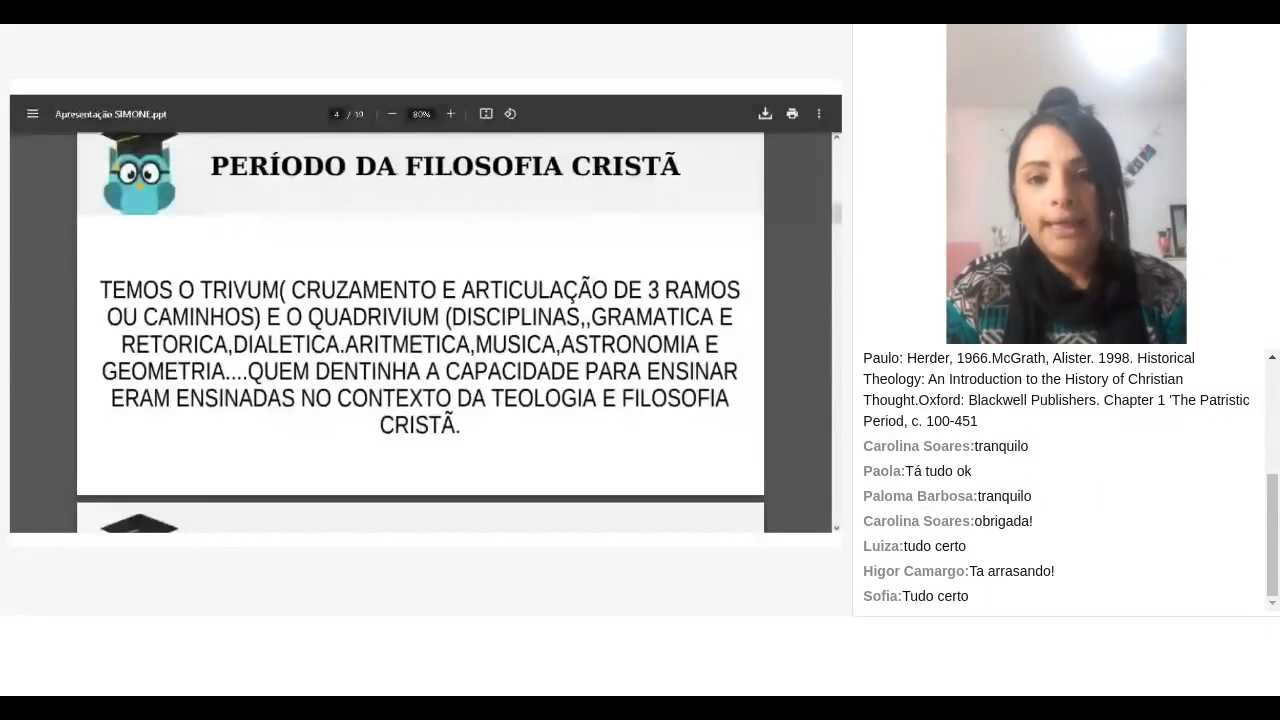 Apresentação SIMONE.ppt
4 / 19
80%
PERÍODO DA FILOSOFIA CRISTÃ
TEMOS O TRIVUM( CRUZAMENTO E ARTICULAÇÃO DE 3 RAMOS
OU CAMINHOS) E O QUADRIVIUM (DISCIPLINAS,,GRAMATICA E
RETORICA,DIALETICA.ARITMETICA,MUSICA,ASTRONOMIA E
GEOMETRIA....QUEM DENTINHA A CAPACIDADE PARA ENSINAR
ERAM ENSINADAS NO CONTEXTO DA TEOLOGIA E FILOSOFIA
CRISTÃ.
Paulo: Herder, 1966.McGrath, Alister. 1998. Historical
Theology: An Introduction to the History of Christian
Thought.Oxford: Blackwell Publishers. Chapter 1 'The Patristic
Period, c. 100-451
Carolina Soares:tranquilo
Paola:Tá tudo ok
Paloma Barbosa:tranquilo
Carolina Soares:obrigada!
Luiza:tudo certo
Higor Camargo:Ta arrasando!
Sofia:Tudo certo